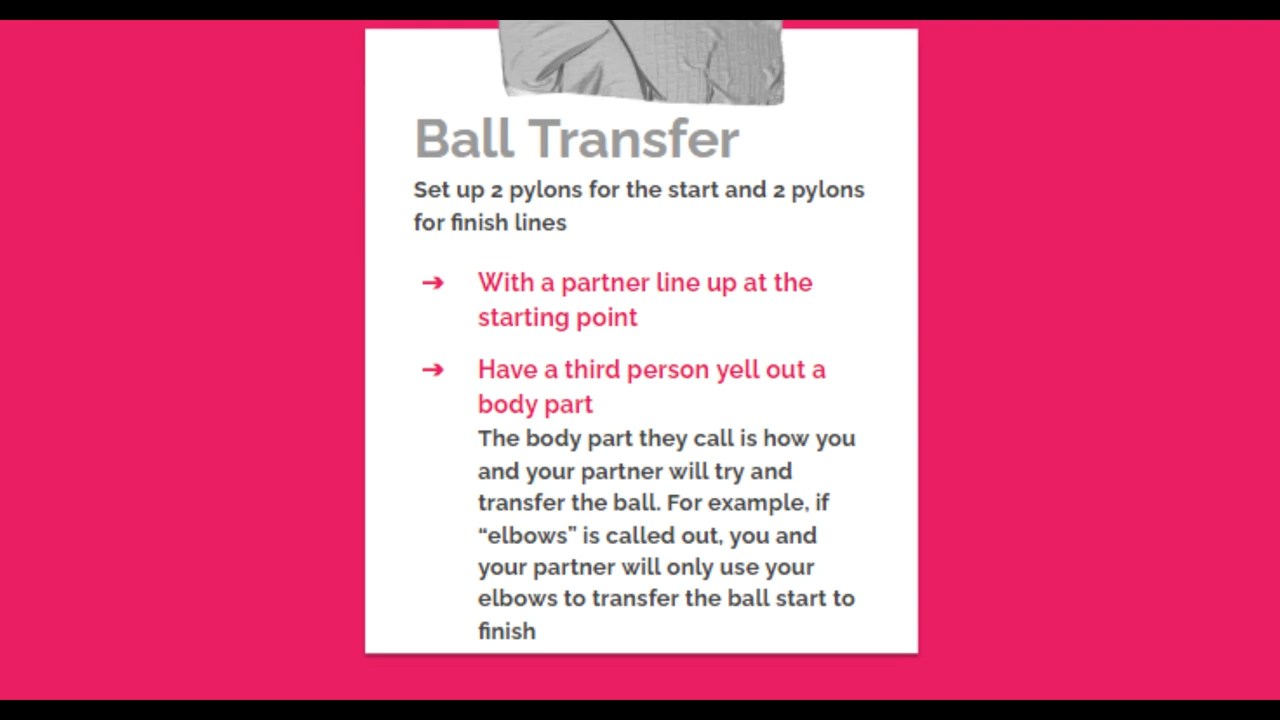 Ball Transfer
Set up 2 pylons for the start and 2 pylons
for finish lines
➔ With a partner line up at the
starting point
➔ Have a third person yell out a
body part
The body part they call is how you
and your partner will try and
transfer the ball. For example, if
“elbows” is called out, you and
your partner will only use your
elbows to transfer the ball start to
finish